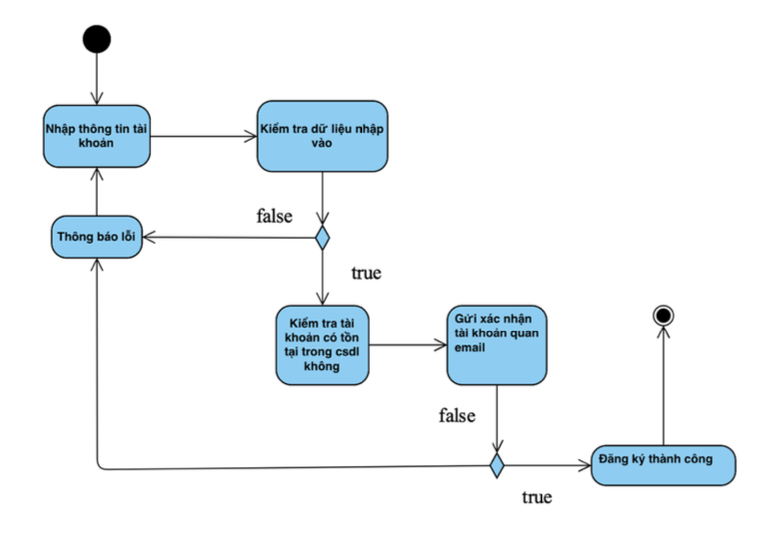 Nhập thông tin tài
khoản
Kiểm tra dữ liệu nhập
vào
false
Thông báo lỗi
true
Kiểm tra tài
khoản có tồn
tại trong csdl
không
Gửi xác nhận
tài khoản quan
email
false
Đăng ký thành công
true